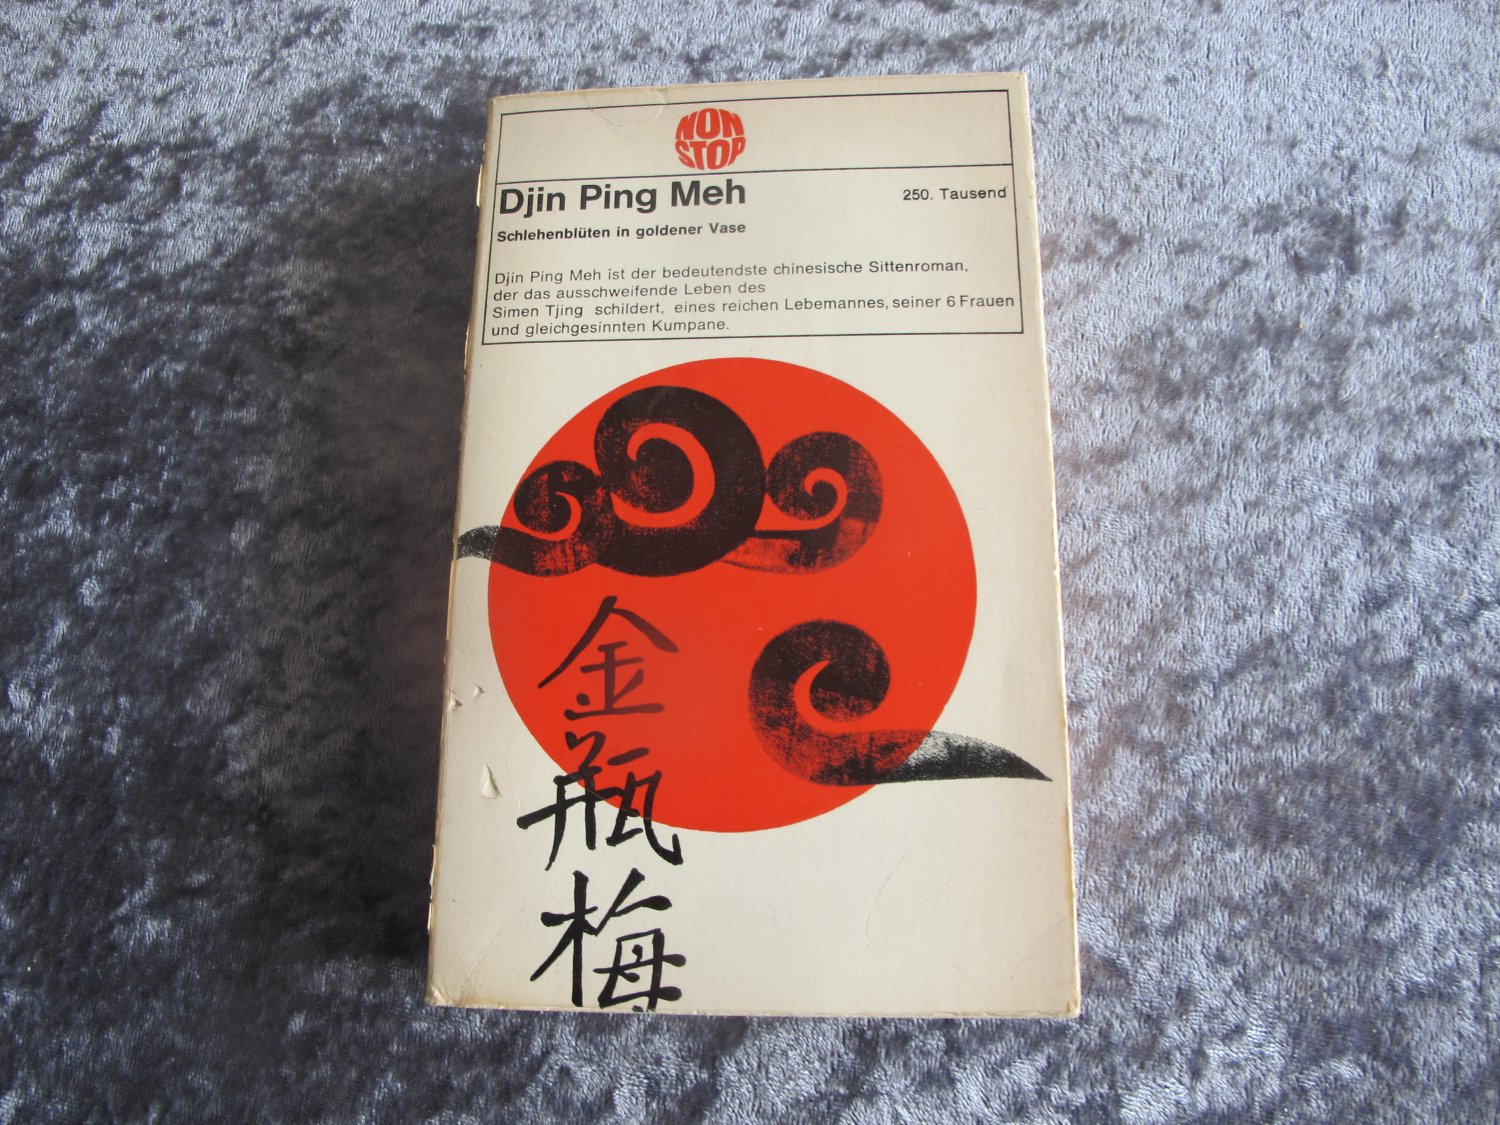 NON
STOP
Djin Ping Meh
250. Tausend
Schlehenblüten in goldener Vase
Djin Ping Meh ist der bedeutendste chinesische Sittenroman,
der das ausschweifende Leben des
Simen Tjing schildert, eines reichen Lebemannes, seiner 6 Frauen
und gleichgesinnten Kumpane.
金
瓶
梅